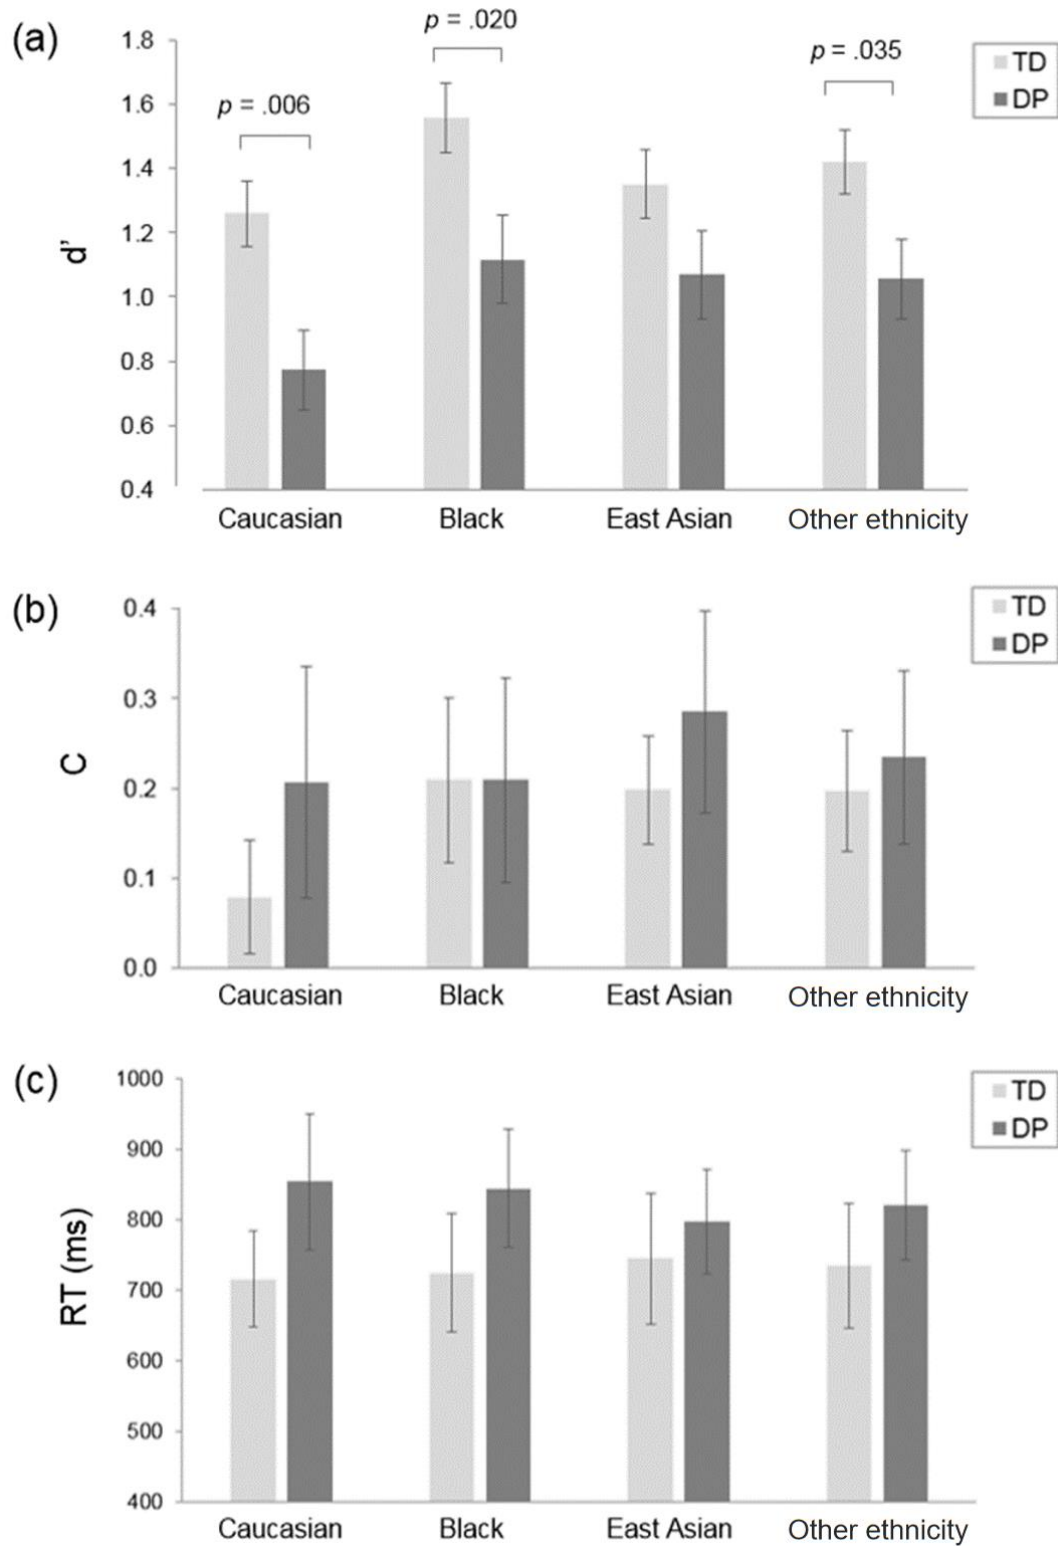 (a)
p = .020
1.8
p = .035
TD
DP
1.6
p = .006
1.4
1.2
d’
1.0
0.8
0.6
0.4
Caucasian Black East Asian Other ethnicity
(b)
0.4
TD
DP
0.3
C
0.2
0.1
0.0
Caucasian Black East Asian Other ethnicity
(c)
1000
TD
DP
900
800
RT (ms)
700
600
500
400
Caucasian Black East Asian Other ethnicity